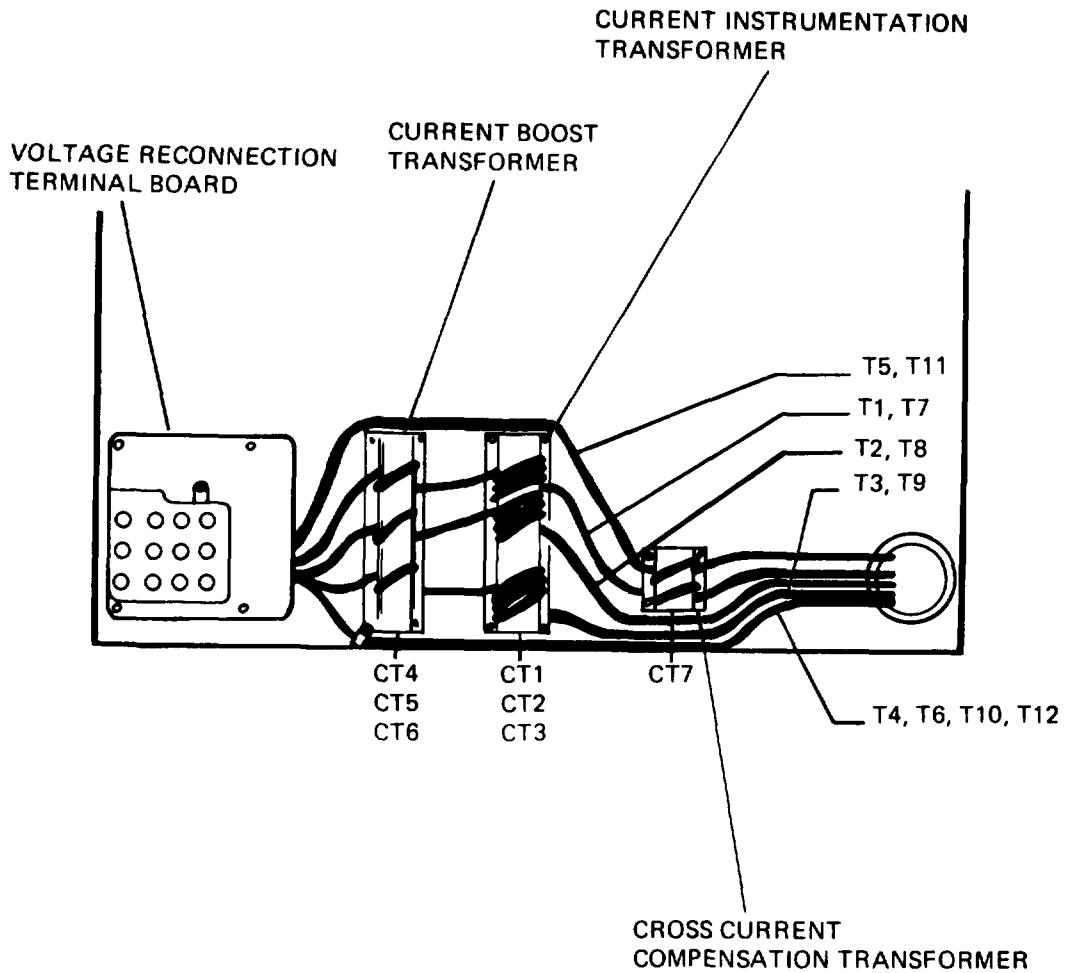 CURRENT INSTRUMENTATION
TRANSFORMER
CURRENT BOOST
TRANSFORMER
VOLTAGE RECONNECTION
TERMINAL BOARD
T5, T11
T1, T7
T2, T8
T3, T9
CT4
CT5
CT6
CT1
CT2
CT3
CT7
T4, T6, T10, T12
CROSS CURRENT
COMPENSATION TRANSFORMER